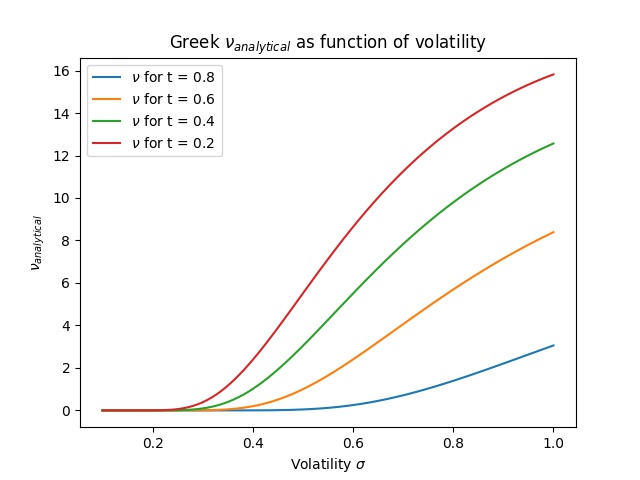 Greek ν_analytical as function of volatility
ν for t = 0.8
ν for t = 0.6
ν for t = 0.4
ν for t = 0.2
16
14
12
10
8
6
4
2
0
ν_analytical
0.2 0.4 0.6 0.8 1.0
Volatility σ